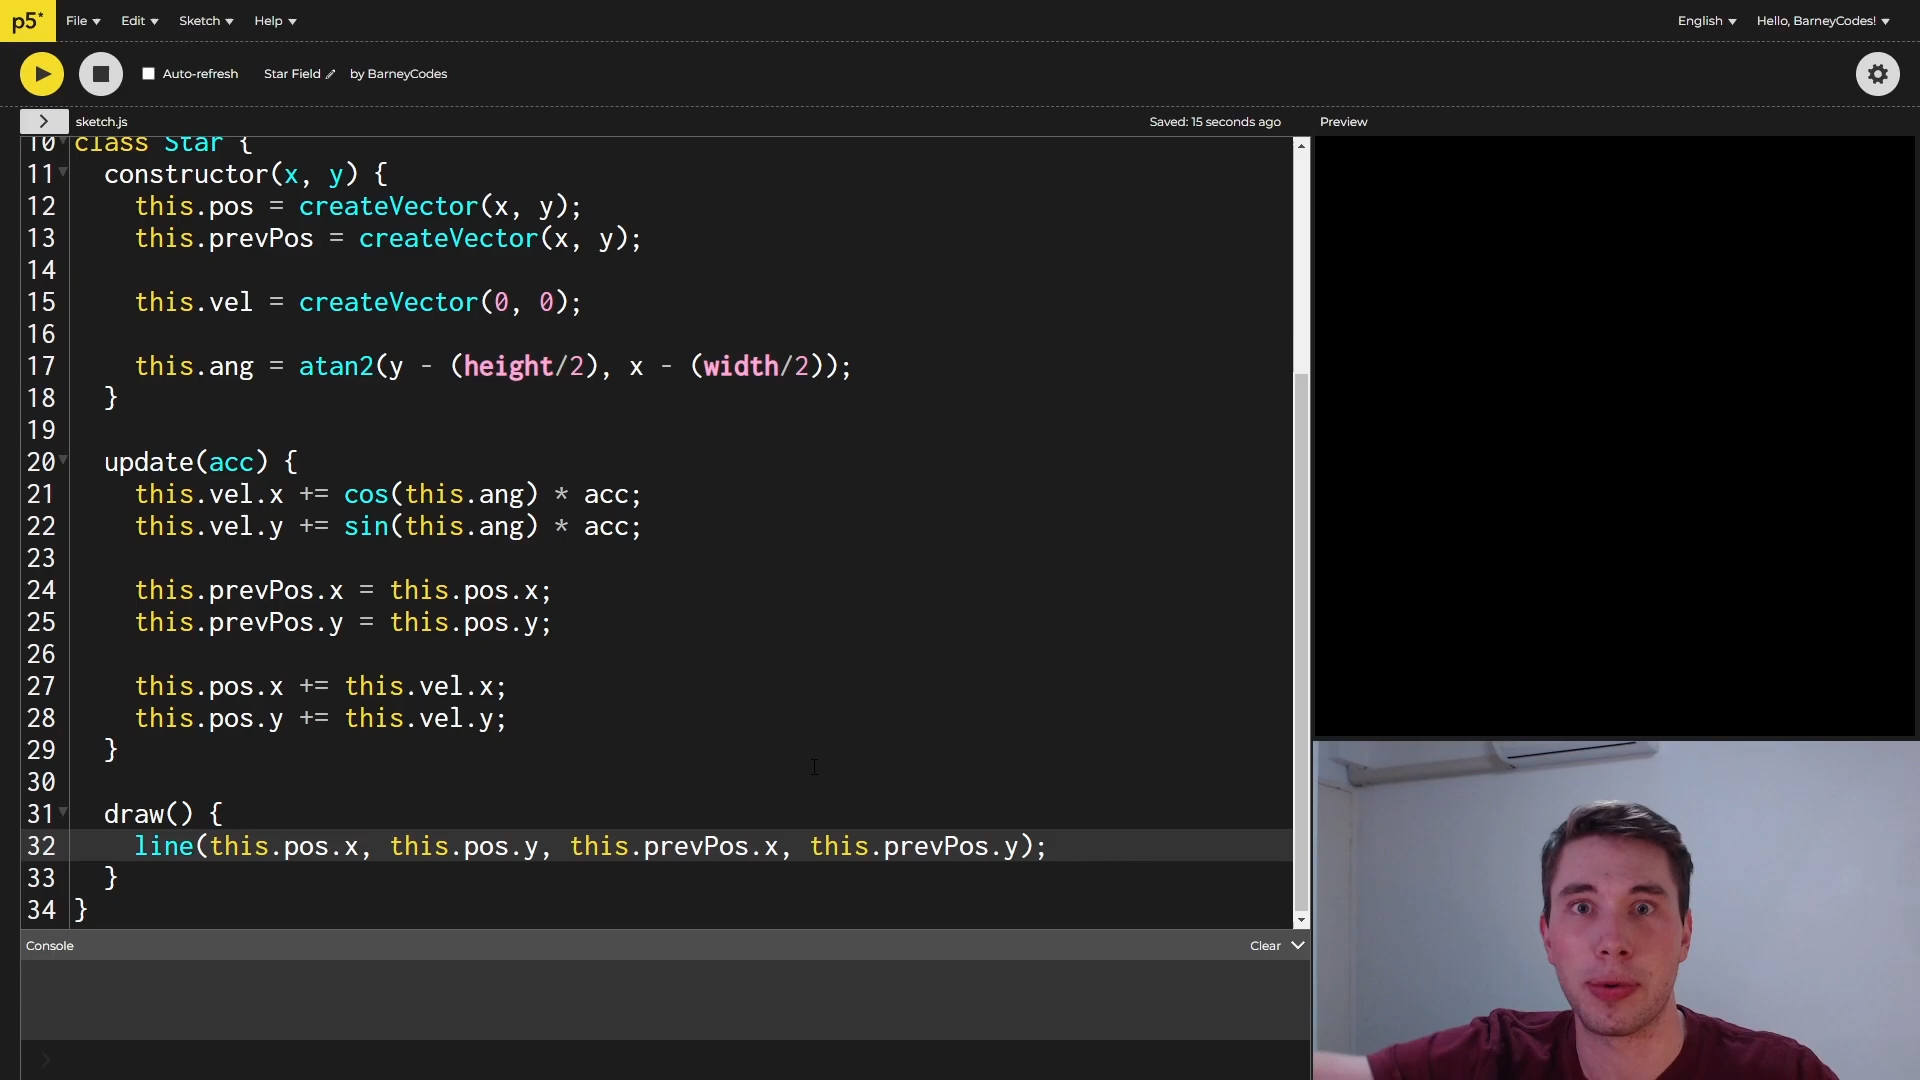 p5* File Edit Sketch Help English Hello, BarneyCodes!
Auto-refresh Star Field by BarneyCodes
> sketch.js Saved: 15 seconds ago Preview
10 class Star {
11   constructor(x, y) {
12     this.pos = createVector(x, y);
13     this.prevPos = createVector(x, y);
14
15     this.vel = createVector(0, 0);
16
17     this.ang = atan2(y - (height/2), x - (width/2));
18   }
19
20   update(acc) {
21     this.vel.x += cos(this.ang) * acc;
22     this.vel.y += sin(this.ang) * acc;
23
24     this.prevPos.x = this.pos.x;
25     this.prevPos.y = this.pos.y;
26
27     this.pos.x += this.vel.x;
28     this.pos.y += this.vel.y;
29   }
30
31   draw() {
32     line(this.pos.x, this.pos.y, this.prevPos.x, this.prevPos.y);
33   }
34 }
Console Clear
>